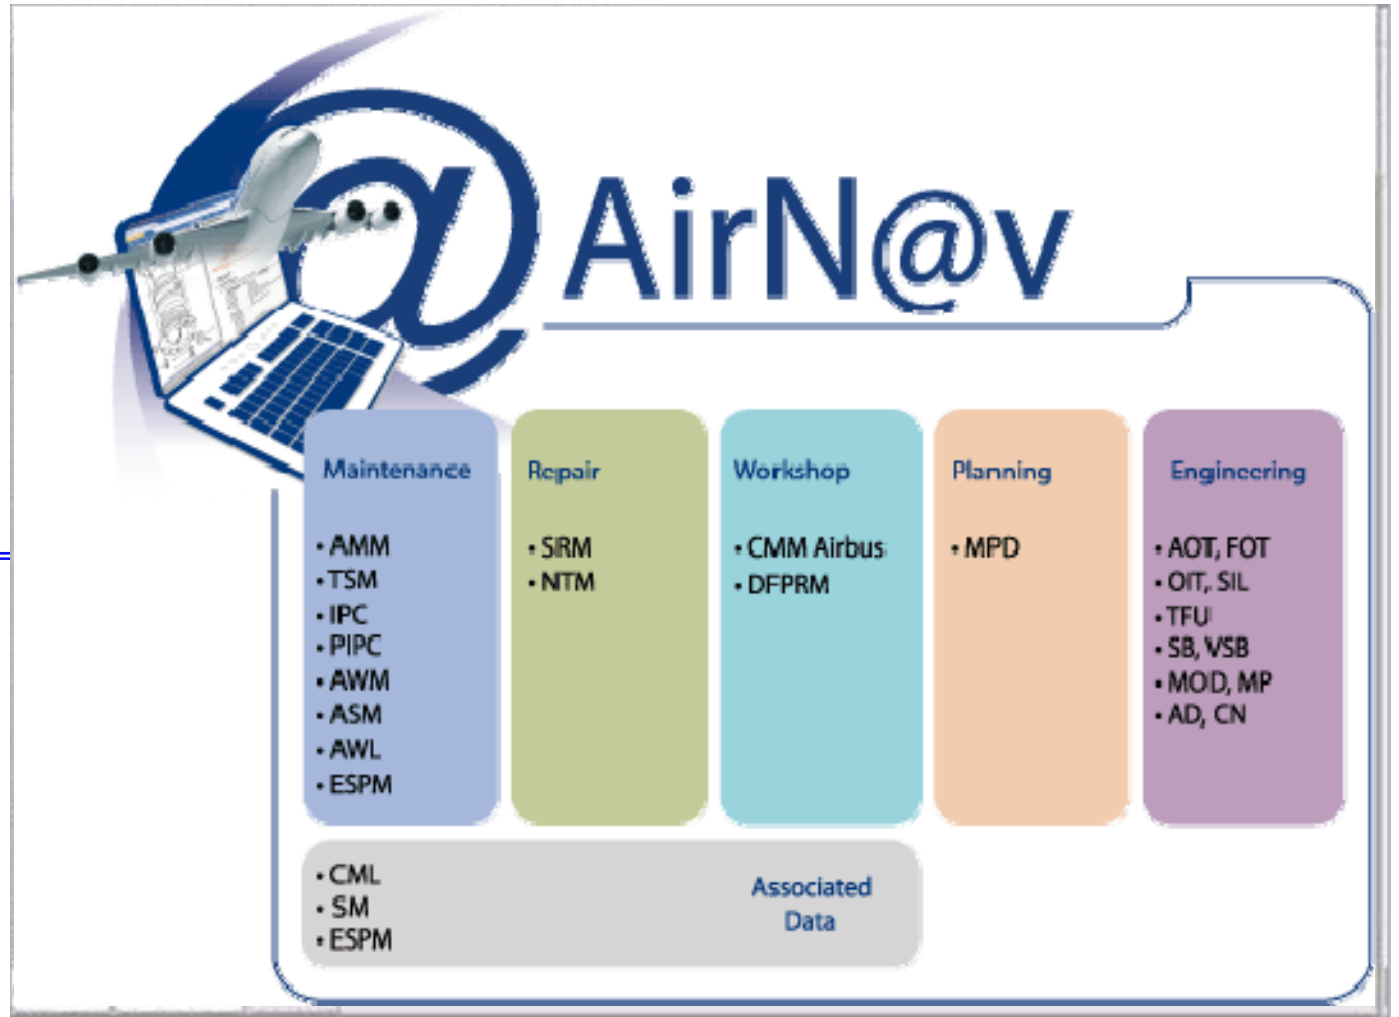 AirN@v
Maintenance
• AMM
• TSM
• IPC
• PIPC
• AWM
• ASM
• AWL
• ESPM
Repair
• SRM
• NTM
Workshop
• CMM Airbus
• DFPRM
Planning
• MPD
Engineering
• AOT, FOT
• OIT, SIL
• TFU
• SB, VSB
• MOD, MP
• AD, CN
• CML
• SM
• ESPM
Associated
Data